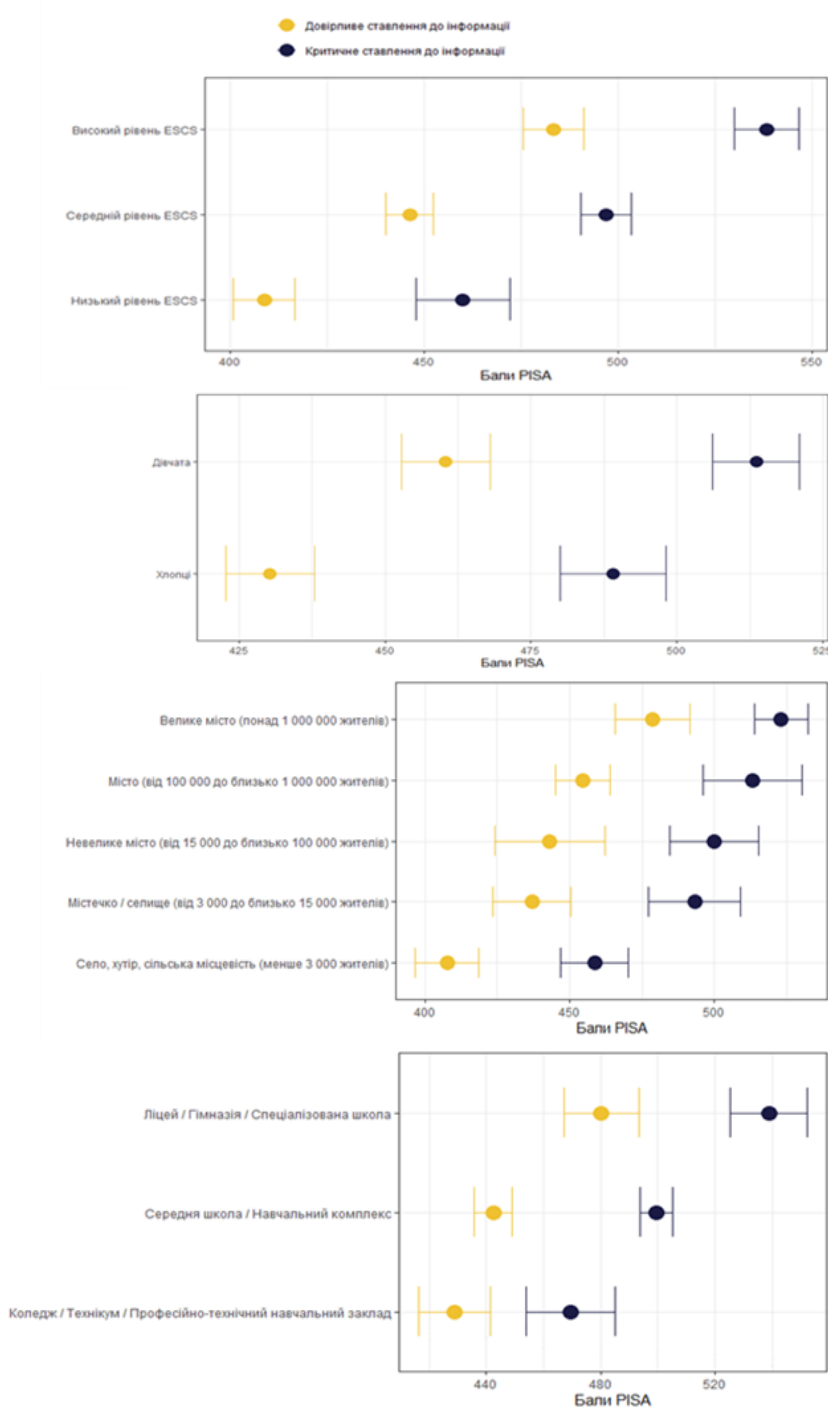 Довірливе ставлення до інформації
Критичне ставлення до інформації
Високий рівень ESCS
Середній рівень ESCS
Низький рівень ESCS
400
450
500
550
Бали PISA
Дівчата
Хлопці
425
450
475
500
525
Бали PISA
Велике місто (понад 1 000 000 жителів)
Місто (від 100 000 до близько 1 000 000 жителів)
Невелике місто (від 15 000 до близько 100 000 жителів)
Містечко / селище (від 3 000 до близько 15 000 жителів)
Село, хутір, сільська місцевість (менше 3 000 жителів)
400
450
500
Бали PISA
Ліцей / Гімназія / Спеціалізована школа
Середня школа / Навчальний комплекс
Коледж / Технікум / Професійно-технічний навчальний заклад
440
480
520
Бали PISA